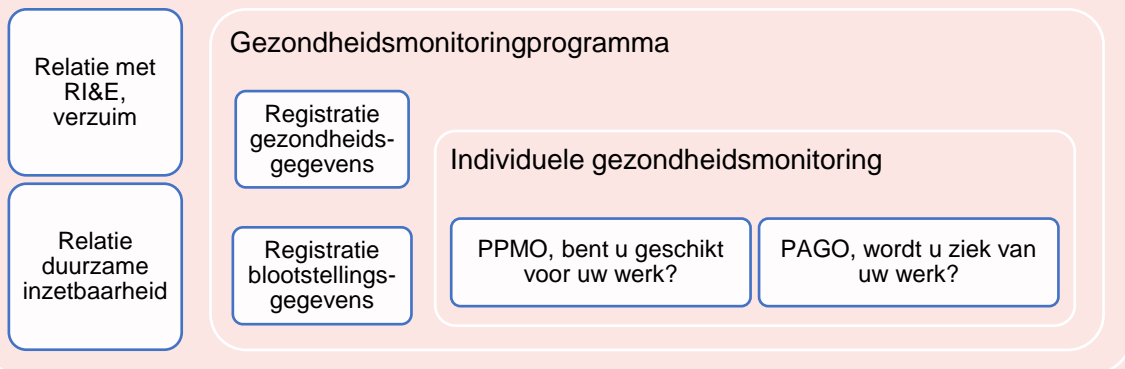 Relatie met
RI&E,
verzuim
Relatie
duurzame
inzetbaarheid
Gezondheidsmonitoringprogramma
Registratie
gezondheids-
gegevens
Registratie
blootstellings-
gegevens
Individuele gezondheidsmonitoring
PPMO, bent u geschikt
voor uw werk?
PAGO, wordt u ziek van
uw werk?